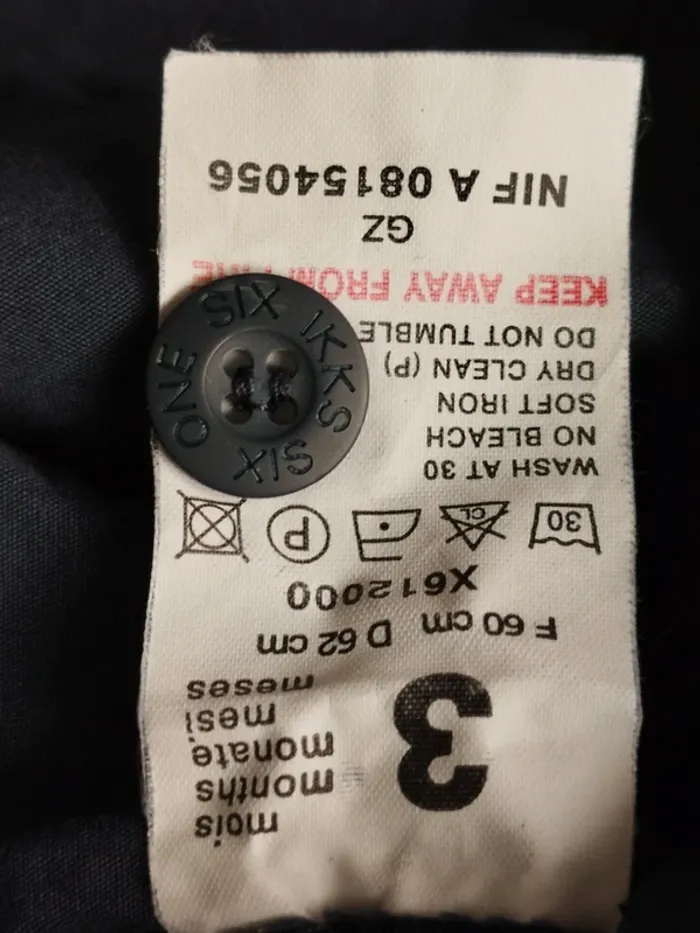 mois
months
monate
mesi
meses
3
F 60 cm D 62 cm
X612000
30 CL P
WASH AT 30
NO BLEACH
SOFT IRON
DRY CLEAN (P)
DO NOT TUMBLE
KEEP AWAY FROM FIRE
GZ
NIF A 08154056
ONE SIX IKKS SIX